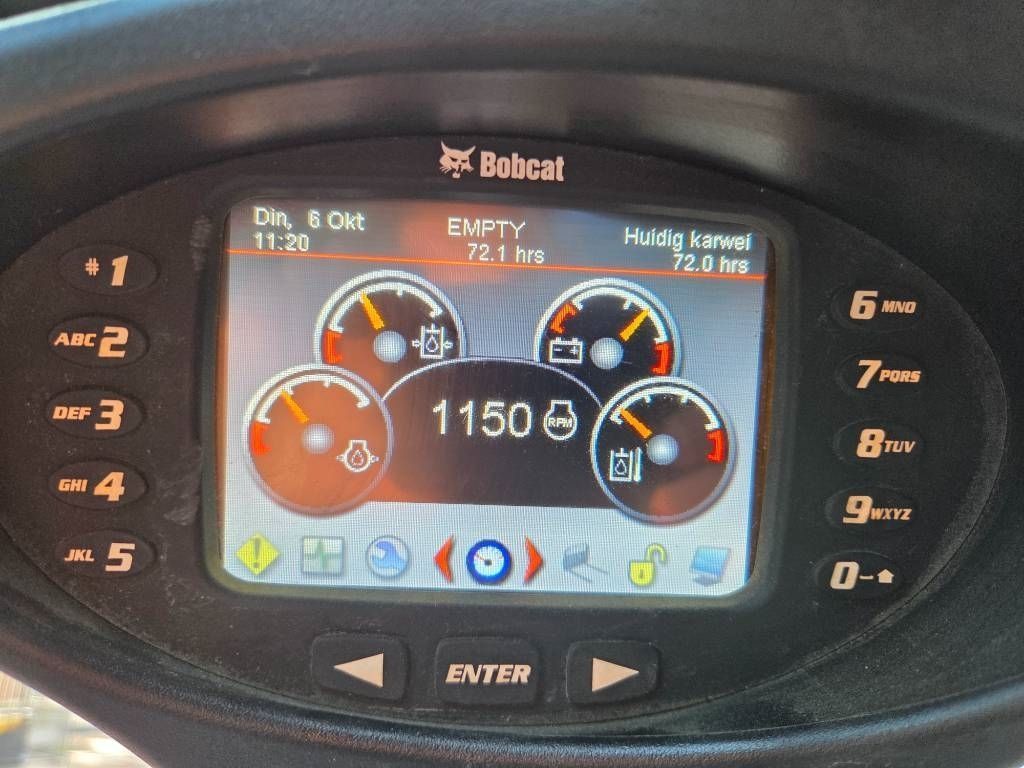 Bobcat
Din, 6 Okt
11:20
EMPTY
72.1 hrs
Huidig karwei
72.0 hrs
1150 RPM
# 1
ABC 2
DEF 3
GHI 4
JKL 5
6 MNO
7 PQRS
8 TUV
9 WXYZ
0 -
ENTER